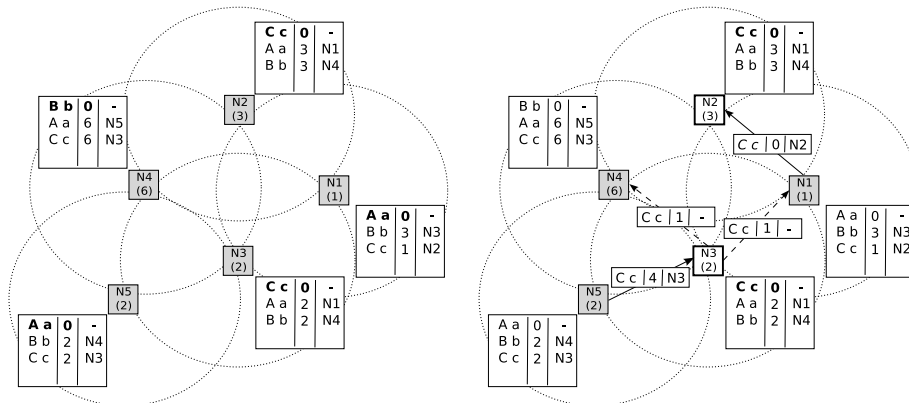 C c 0 -
A a 3 N1
B b 3 N4
N2
(3)
B b 0 -
A a 6 N5
C c 6 N3
N4
(6)
N1
(1)
A a 0 -
B b 3 N3
C c 1 N2
N3
(2)
C c 0 -
A a 2 N1
B b 2 N4
N5
(2)
A a 0 -
B b 2 N4
C c 2 N3
C c 0 -
A a 3 N1
B b 3 N4
N2
(3)
B b 0 -
A a 6 N5
C c 6 N3
C c 0 N2
N4
(6)
N1
(1)
C c 1 -
C c 1 -
A a 0 -
B b 3 N3
C c 1 N2
N3
(2)
C c 4 N3
C c 0 -
A a 2 N1
B b 2 N4
N5
(2)
A a 0 -
B b 2 N4
C c 2 N3